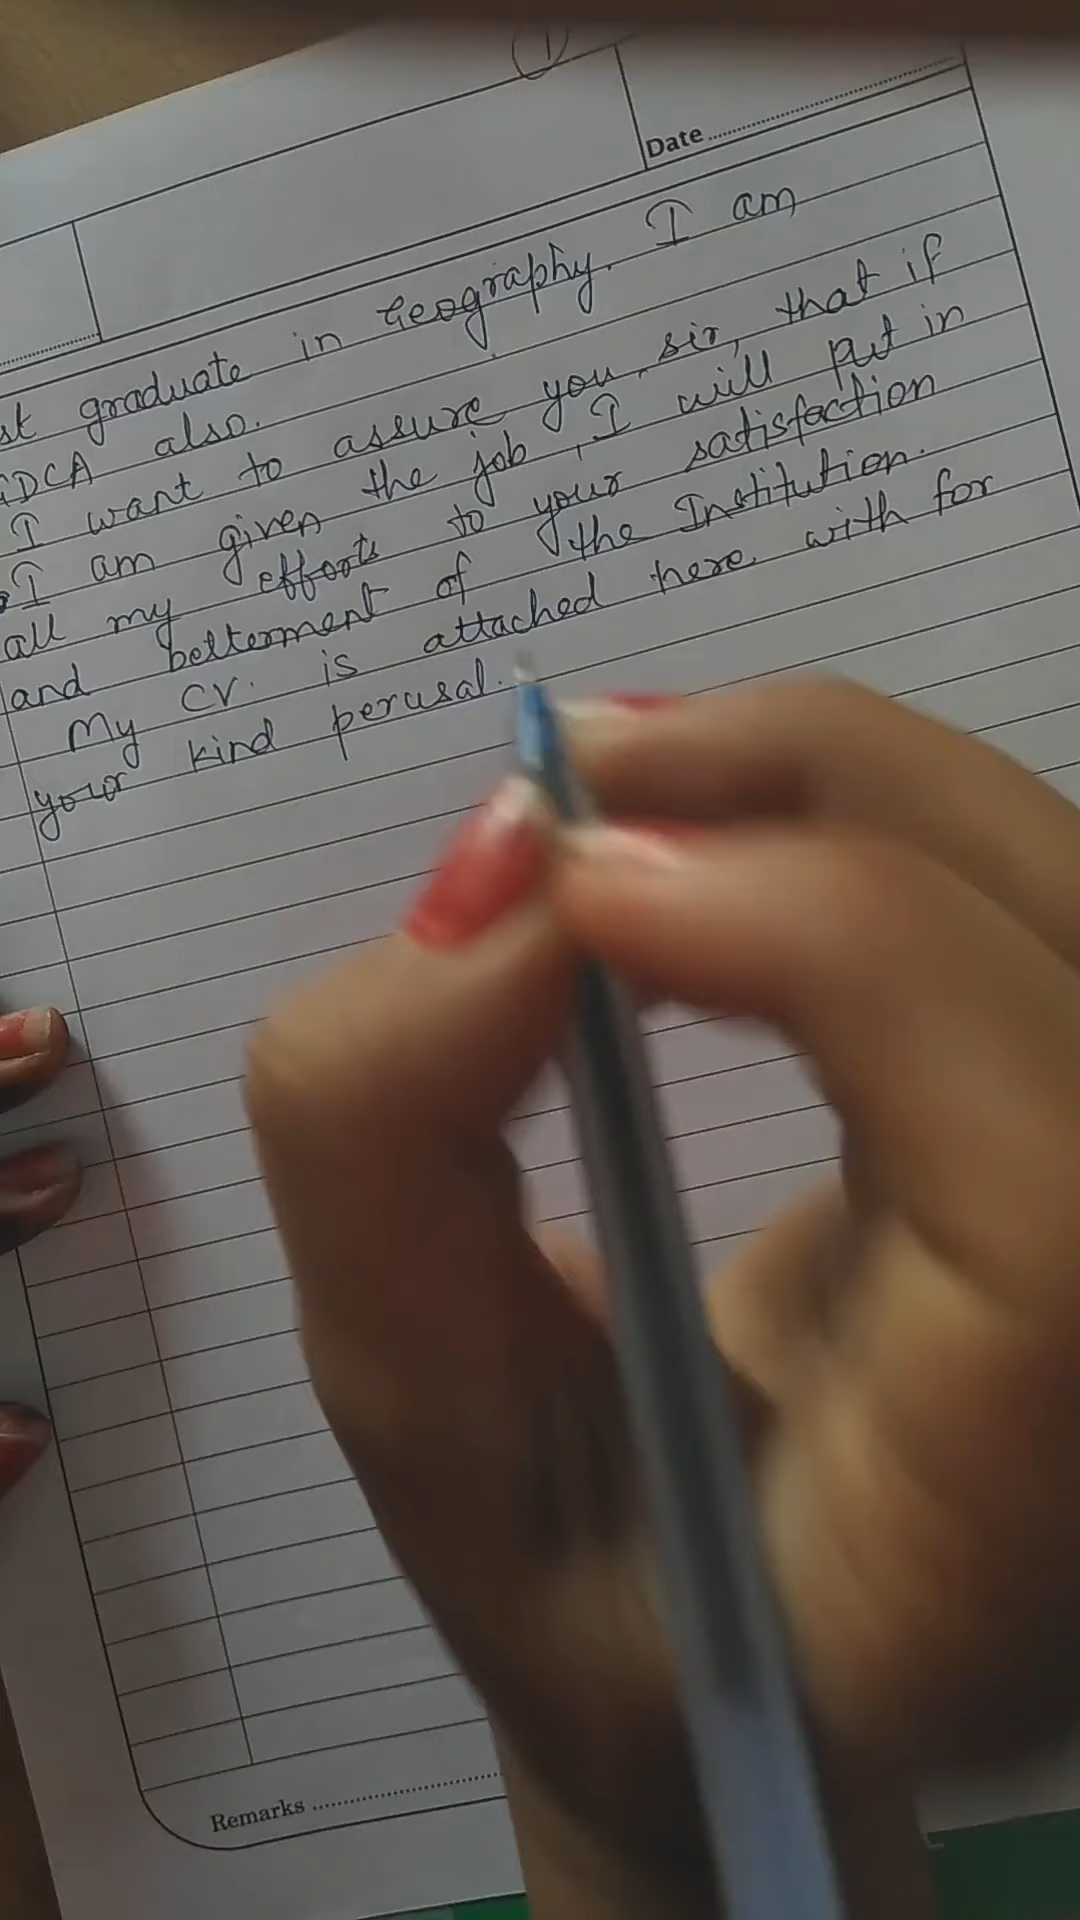 1
Date
st graduate in Geography. I am
DCA also.
I want to assure you, sir, that if
I am given the job, I will put in
all my efforts to your satisfaction
and betterment of the Institution.
My CV. is attached here with for
your kind perusal.
Remarks